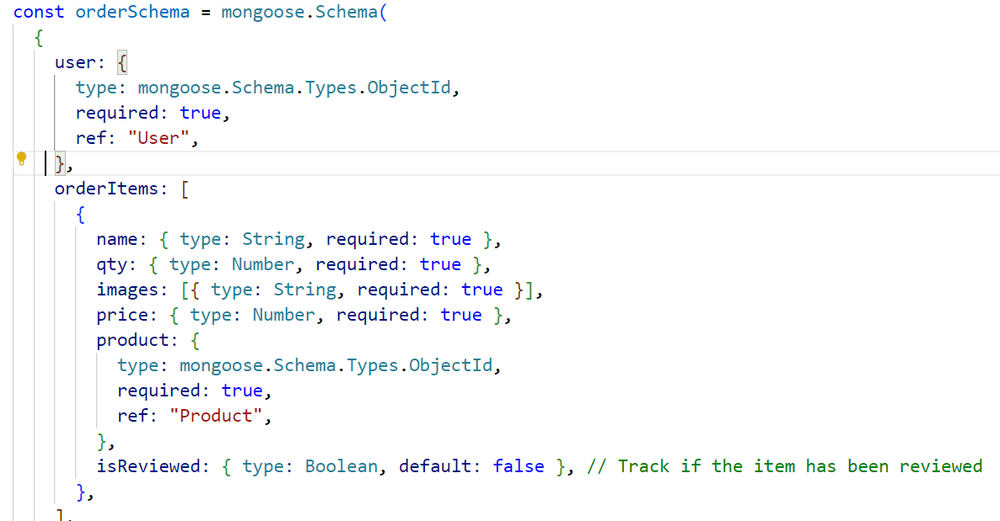 const orderSchema = mongoose.Schema(
  {
    user: {
      type: mongoose.Schema.Types.ObjectId,
      required: true,
      ref: "User",
    },
    orderItems: [
      {
        name: { type: String, required: true },
        qty: { type: Number, required: true },
        images: [{ type: String, required: true }],
        price: { type: Number, required: true },
        product: {
          type: mongoose.Schema.Types.ObjectId,
          required: true,
          ref: "Product",
        },
        isReviewed: { type: Boolean, default: false }, // Track if the item has been reviewed
      },
    ],